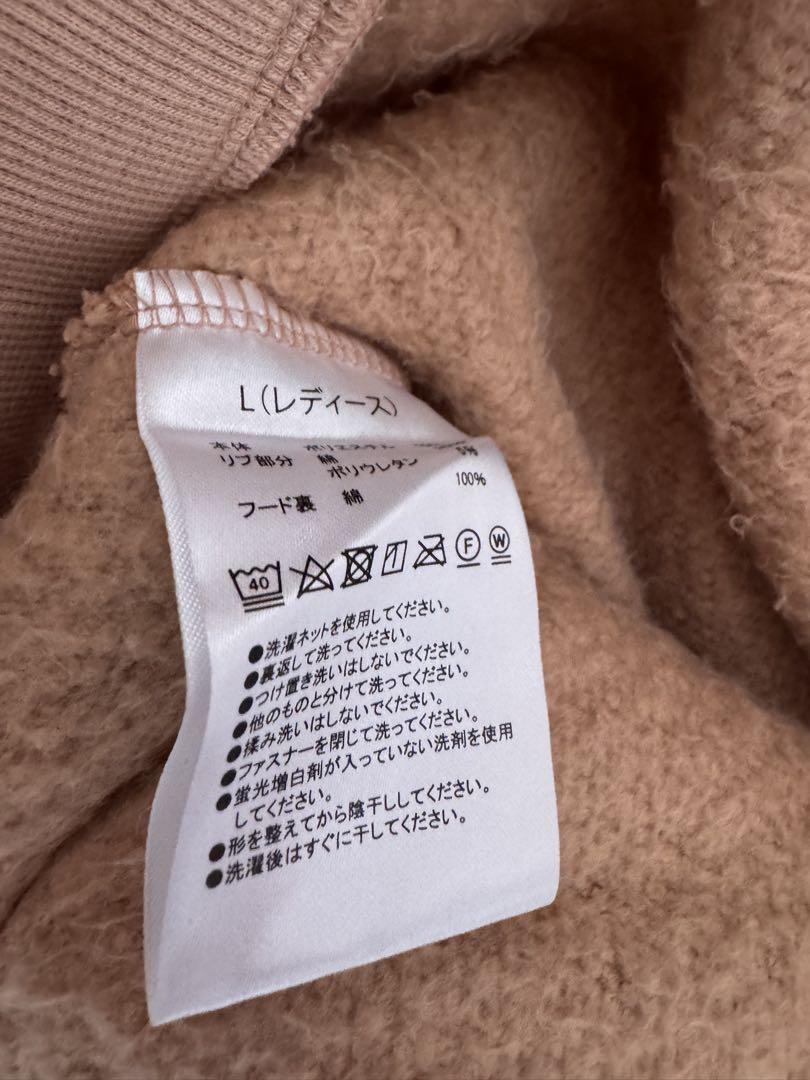 L(レディース)
本体 ポリエステル
リブ部分 綿
ポリウレタン 5%
フード裏 綿 100%
40 F W
●洗濯ネットを使用してください。
●裏返して洗ってください。
●つけ置き洗いはしないでください。
●他のものと分けて洗ってください。
●揉み洗いはしないでください。
●ファスナーを閉じて洗ってください。
●蛍光増白剤が入っていない洗剤を使用
してください。
●形を整えてから陰干ししてください。
●洗濯後はすぐに干してください。